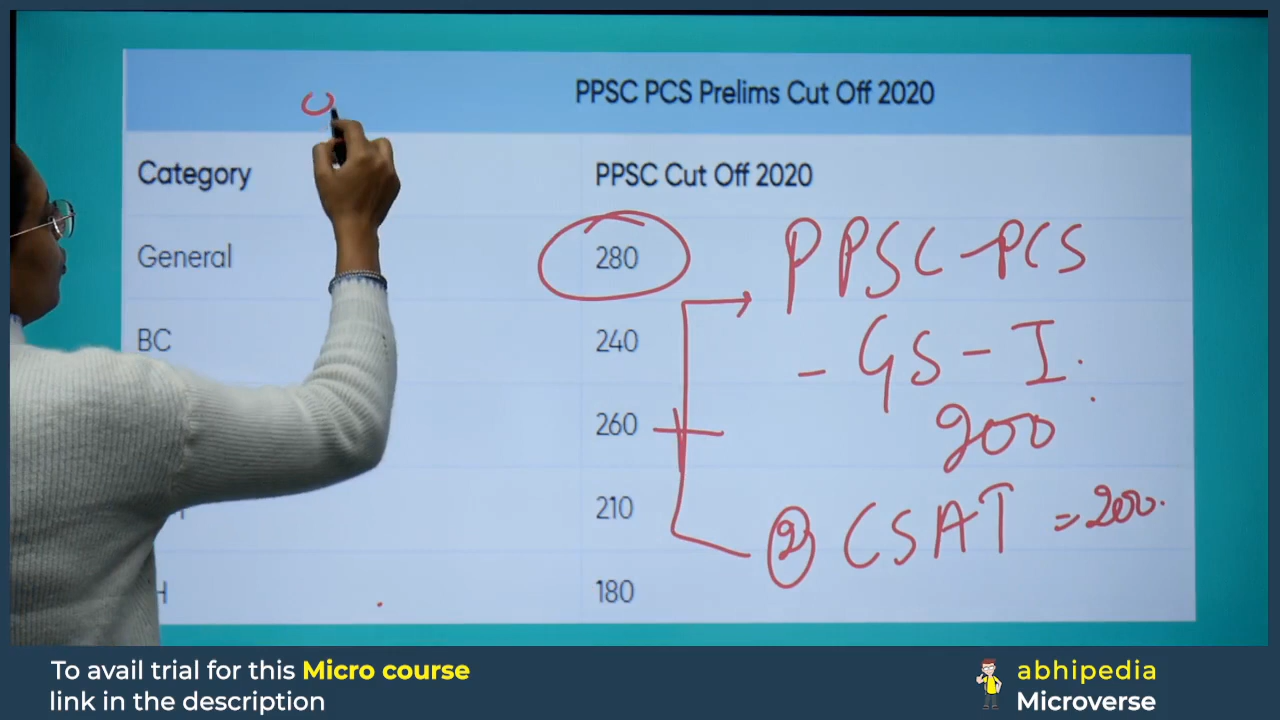 PPSC PCS Prelims Cut Off 2020
Category
PPSC Cut Off 2020
General
280
PPSC-PCS
BC
240
- GS - I.
260
200
210
② CSAT = 200.
H
180
To avail trial for this Micro course
link in the description
abhipedia
Microverse